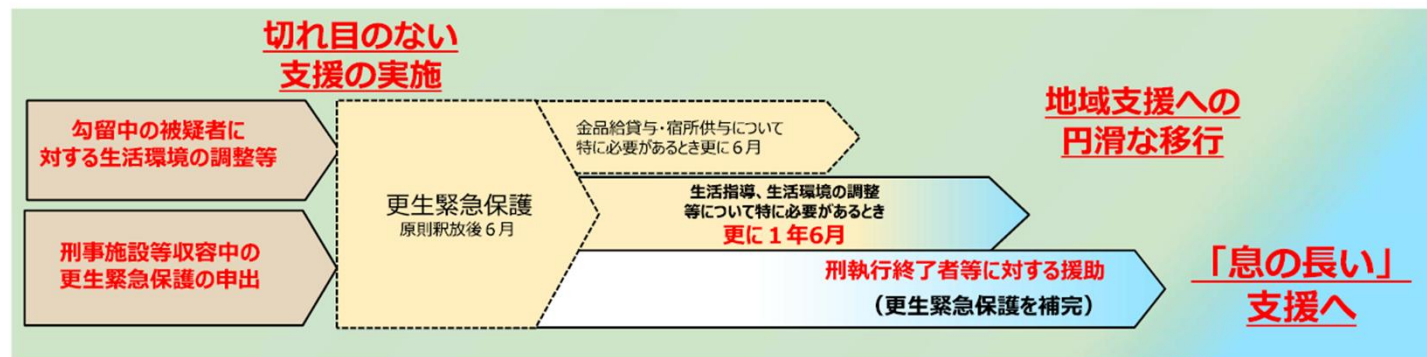 切れ目のない
支援の実施
勾留中の被疑者に
対する生活環境の調整等
刑事施設等収容中の
更生緊急保護の申出
更生緊急保護
原則釈放後６月
金品給貸与・宿所供与について
特に必要があるとき更に６月
生活指導、生活環境の調整
等について特に必要があるとき
更に１年6月
刑執行終了者等に対する援助
（更生緊急保護を補完）
地域支援への
円滑な移行
「息の長い」
支援へ